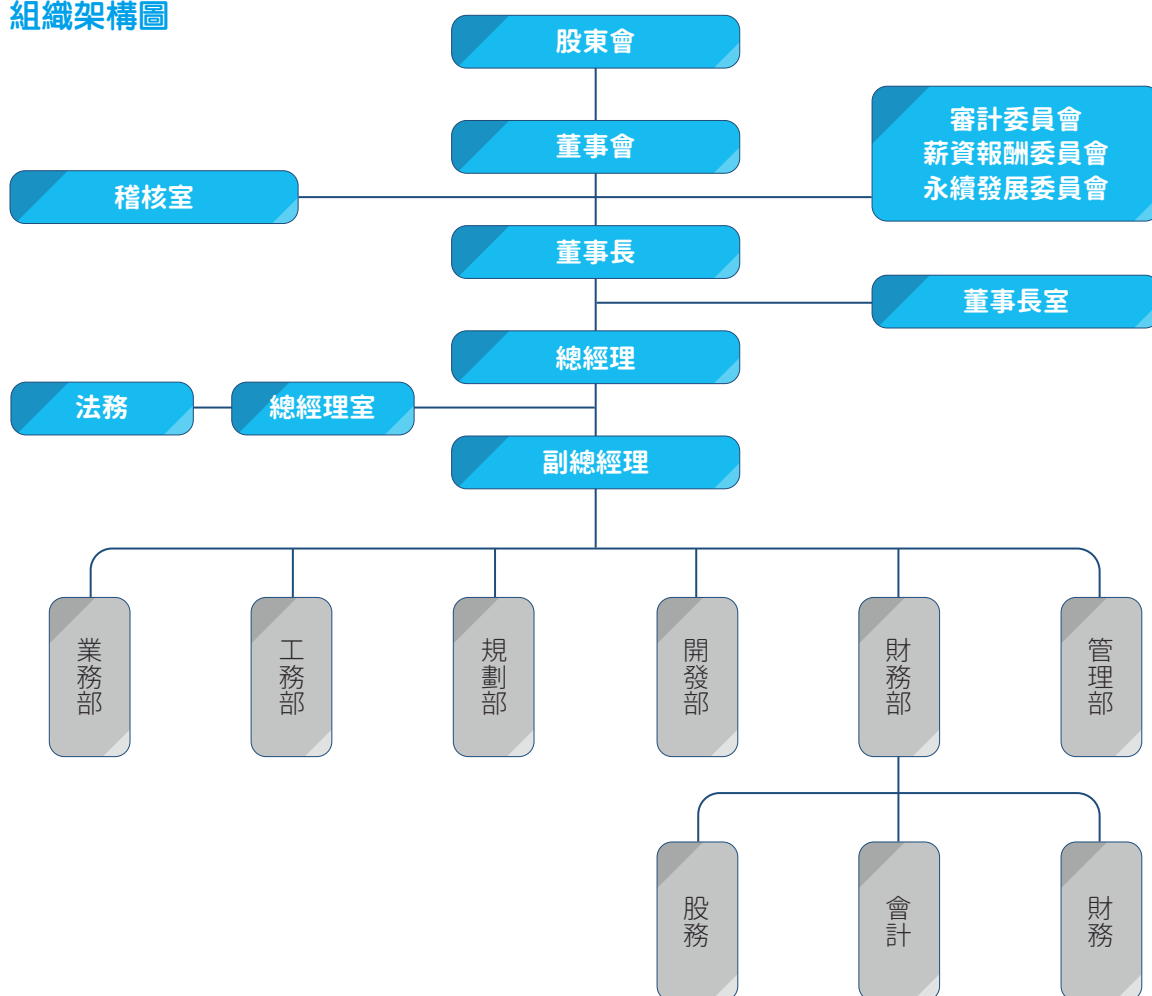 組織架構圖
股東會
董事會
審計委員會
薪資報酬委員會
永續發展委員會
稽核室
董事長
董事長室
總經理
法務
總經理室
副總經理
業務部
工務部
規劃部
開發部
財務部
管理部
股務
會計
財務